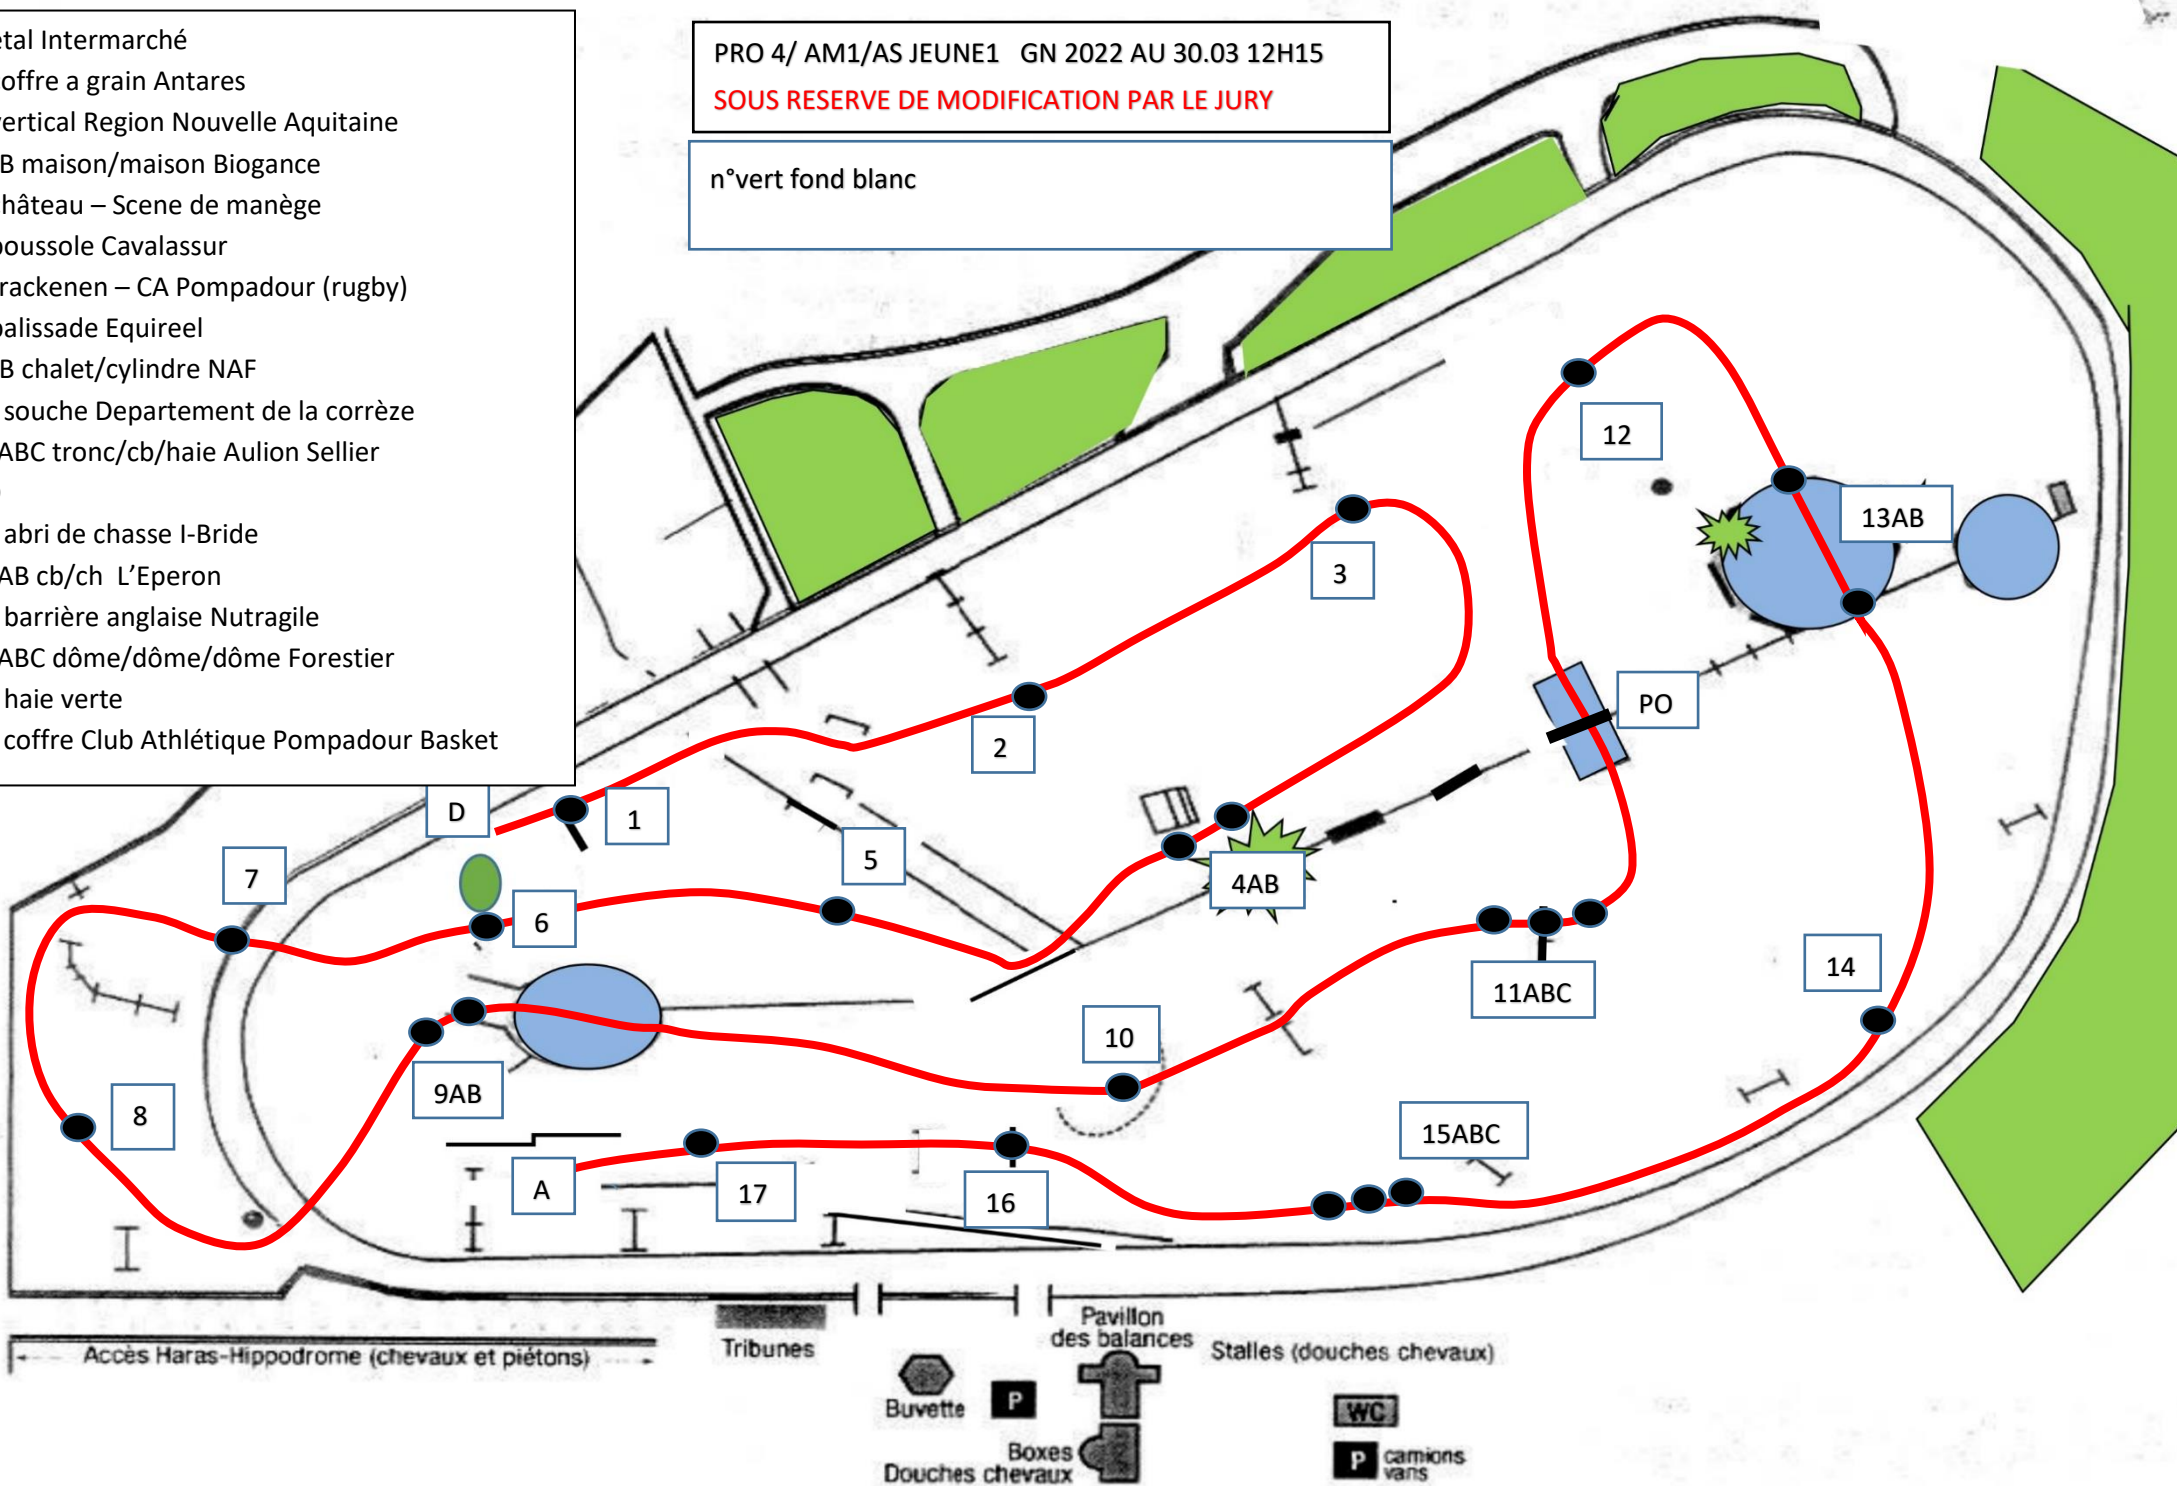 etal Intermarché
offre a grain Antares
vertical Region Nouvelle Aquitaine
B maison/maison Biogance
hâteau – Scene de manège
boussole Cavalassur
rackenen – CA Pompadour (rugby)
palissade Equireel
B chalet/cylindre NAF
souche Departement de la corrèze
ABC tronc/cb/haie Aulion Sellier
abri de chasse I-Bride
AB cb/ch L'Eperon
barrière anglaise Nutragile
ABC dôme/dôme/dôme Forestier
haie verte
coffre Club Athlétique Pompadour Basket
PRO 4/ AM1/AS JEUNE1 GN 2022 AU 30.03 12H15
SOUS RESERVE DE MODIFICATION PAR LE JURY
n°vert fond blanc
12
13AB
3
PO
2
D
1
5
7
4AB
6
14
11ABC
10
9AB
8
15ABC
A
17
16
Accès Haras-Hippodrome (chevaux et piétons)
Tribunes
Pavillon
des balances
Stalles (douches chevaux)
Buvette
P
WC
Boxes
Douches chevaux
P
camions
vans